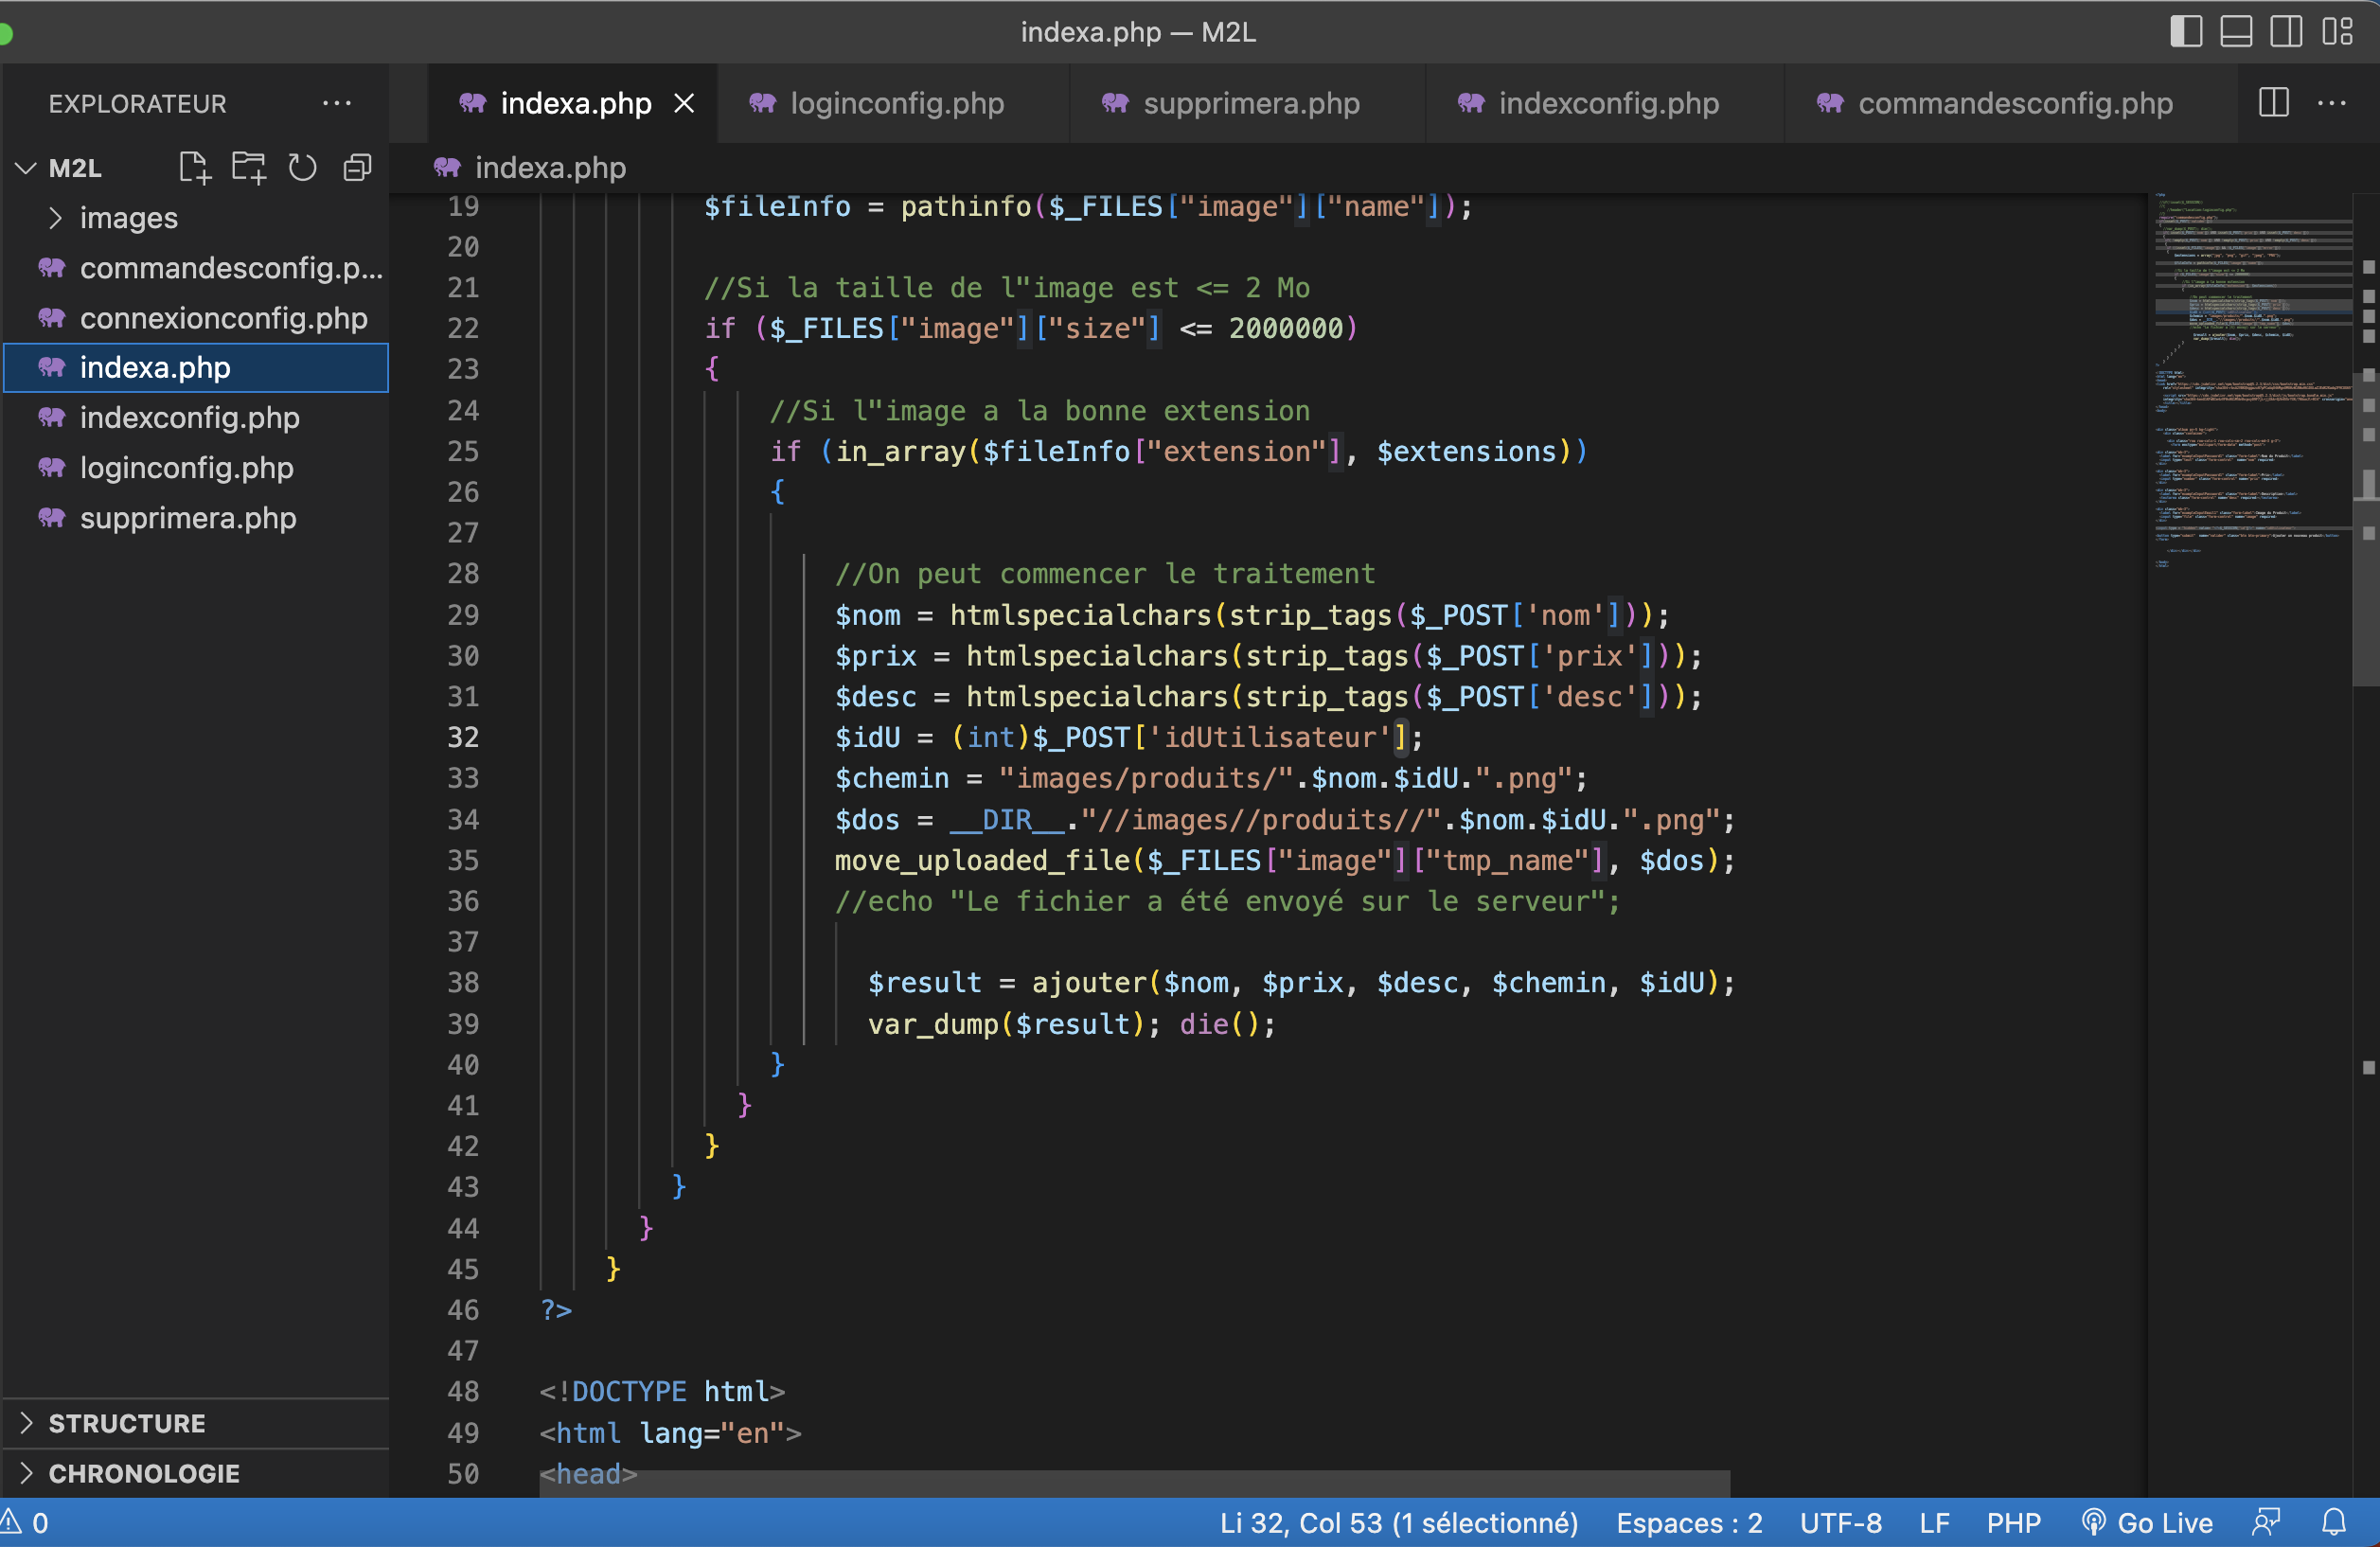 indexa.php — M2L
EXPLORATEUR
indexa.php
loginconfig.php
supprimera.php
indexconfig.php
commandesconfig.php
M2L
indexa.php
images
commandesconfig.p...
connexionconfig.php
indexa.php
indexconfig.php
loginconfig.php
supprimera.php
19 $fileInfo = pathinfo($_FILES["image"]["name"]);
20
21 //Si la taille de l"image est <= 2 Mo
22 if ($_FILES["image"]["size"] <= 2000000)
23 {
24 //Si l"image a la bonne extension
25 if (in_array($fileInfo["extension"], $extensions))
26 {
27
28 //On peut commencer le traitement
29 $nom = htmlspecialchars(strip_tags($_POST['nom']));
30 $prix = htmlspecialchars(strip_tags($_POST['prix']));
31 $desc = htmlspecialchars(strip_tags($_POST['desc']));
32 $idU = (int)$_POST['idUtilisateur'];
33 $chemin = "images/produits/".$nom.$idU.".png";
34 $dos = __DIR__."//images//produits//".$nom.$idU.".png";
35 move_uploaded_file($_FILES["image"]["tmp_name"], $dos);
36 //echo "Le fichier a été envoyé sur le serveur";
37
38 $result = ajouter($nom, $prix, $desc, $chemin, $idU);
39 var_dump($result); die();
40 }
41 }
42 }
43 }
44 }
45 }
46 ?>
47
48 <!DOCTYPE html>
49 <html lang="en">
50 <head>
STRUCTURE
CHRONOLOGIE
0
Li 32, Col 53 (1 sélectionné)
Espaces : 2
UTF-8
LF
PHP
Go Live